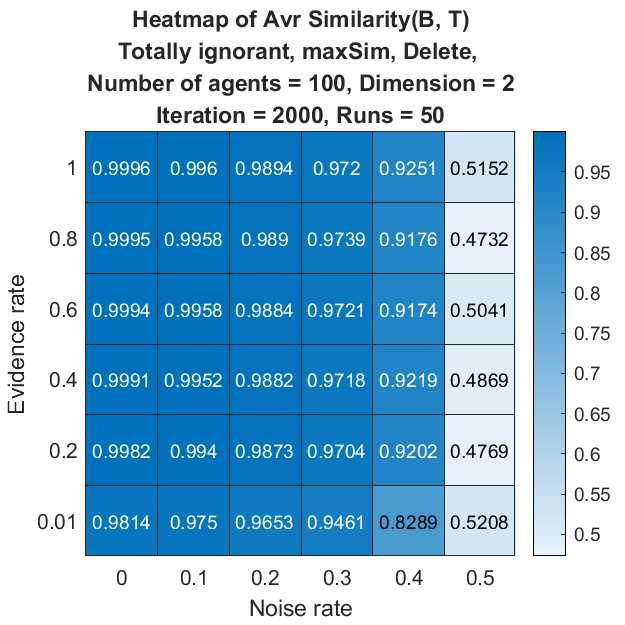 Heatmap of Avr Similarity(B, T)
Totally ignorant, maxSim, Delete,
Number of agents = 100, Dimension = 2
Iteration = 2000, Runs = 50
Evidence rate
1 0.9996 0.996 0.9894 0.972 0.9251 0.5152
0.8 0.9995 0.9958 0.989 0.9739 0.9176 0.4732
0.6 0.9994 0.9958 0.9884 0.9721 0.9174 0.5041
0.4 0.9991 0.9952 0.9882 0.9718 0.9219 0.4869
0.2 0.9982 0.994 0.9873 0.9704 0.9202 0.4769
0.01 0.9814 0.975 0.9653 0.9461 0.8289 0.5208
0 0.1 0.2 0.3 0.4 0.5
Noise rate
0.95
0.9
0.85
0.8
0.75
0.7
0.65
0.6
0.55
0.5